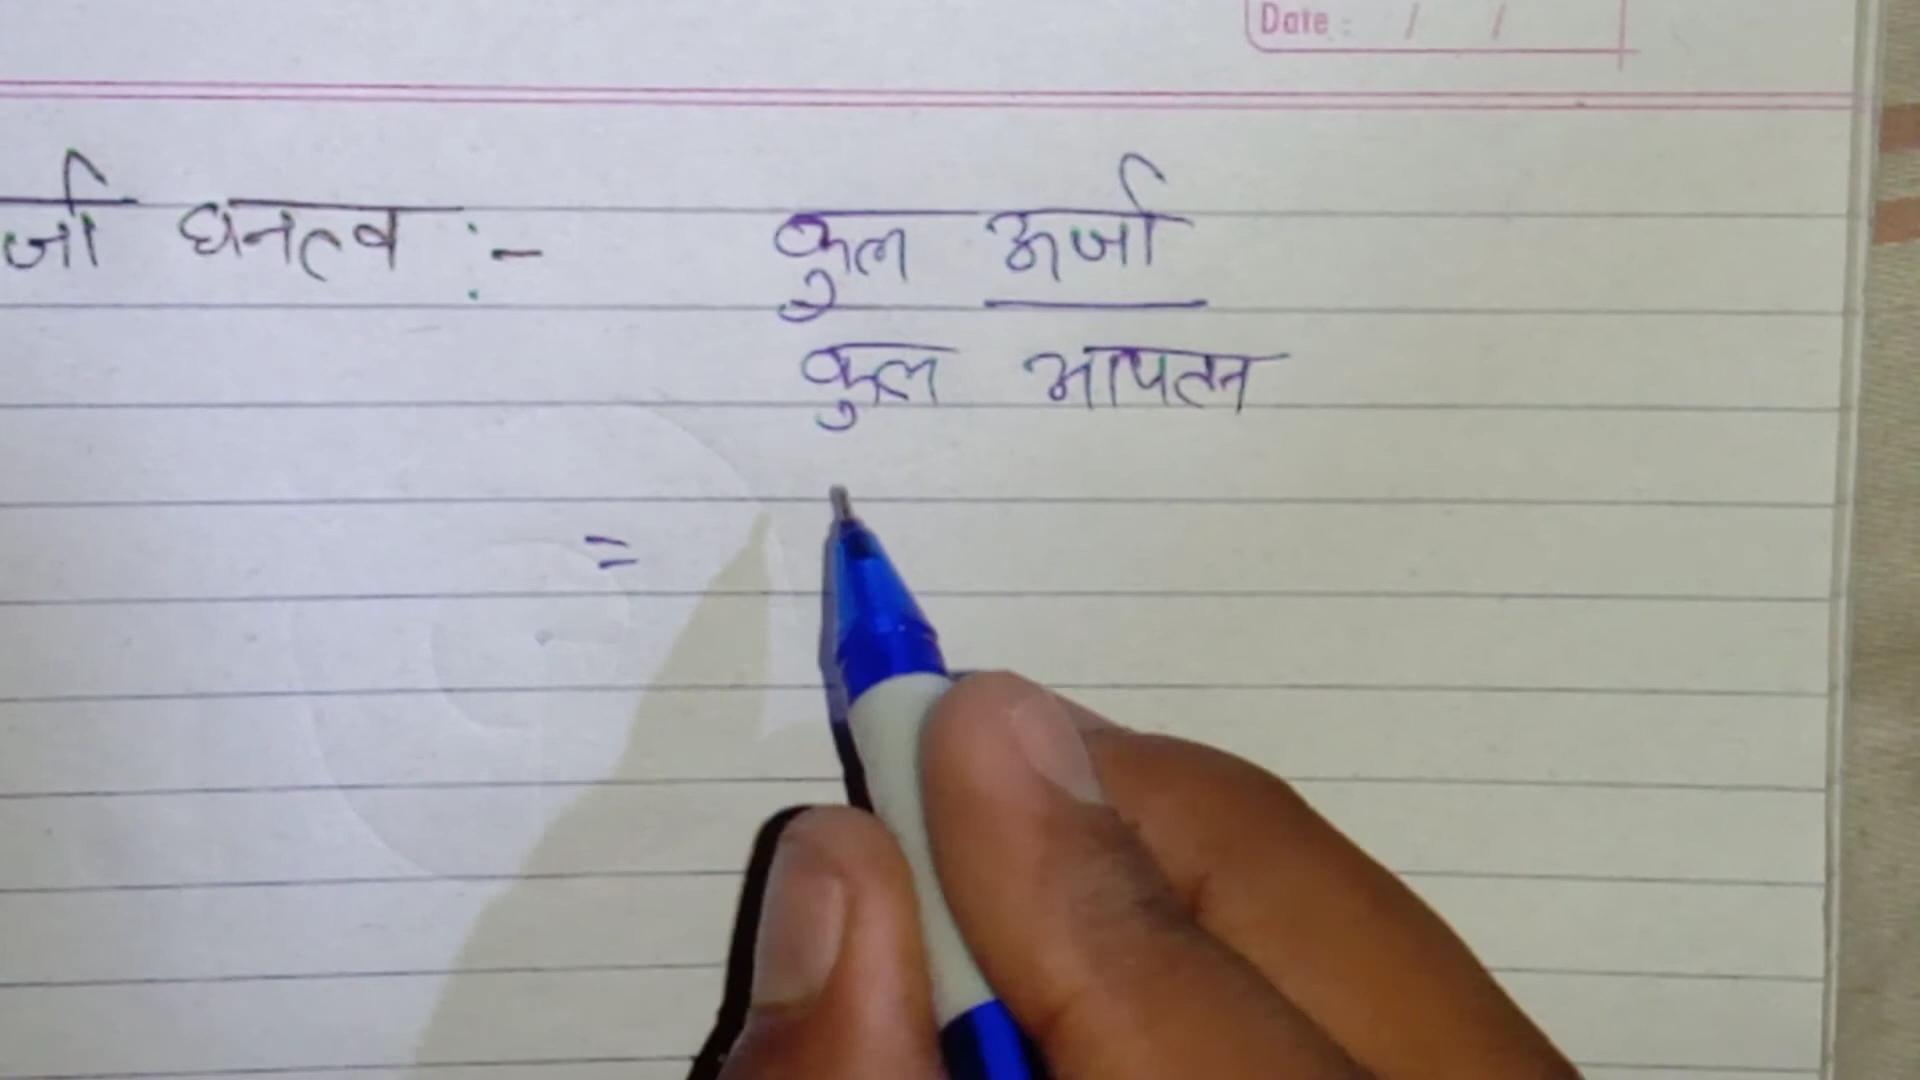 Date : / /
र्जा घनत्व :- कुल ऊर्जा
कुल आयतन
=